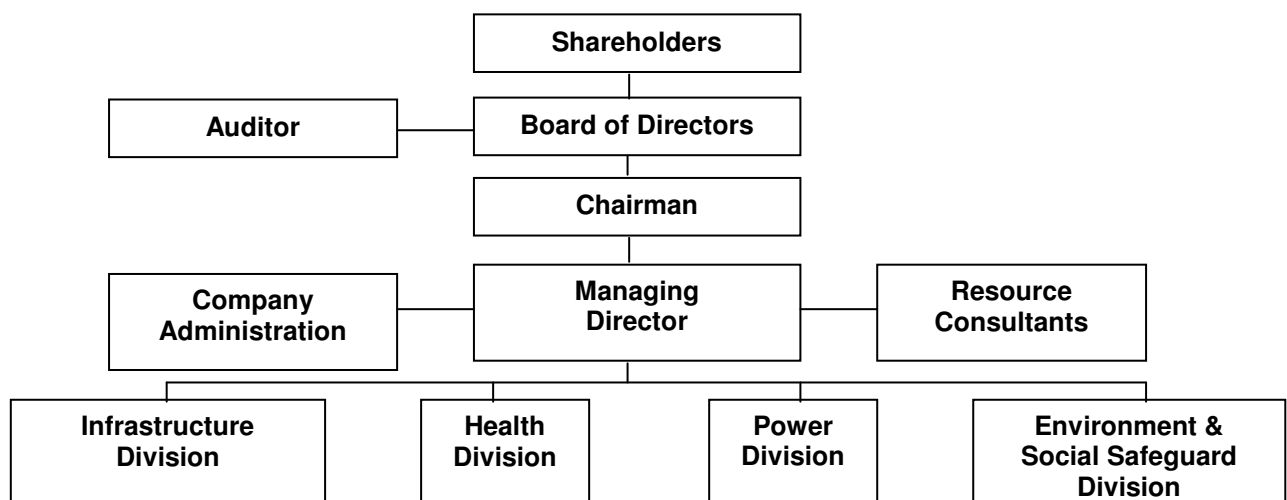 Shareholders
Auditor
Board of Directors
Chairman
Company
Administration
Managing
Director
Resource
Consultants
Infrastructure
Division
Health
Division
Power
Division
Environment &
Social Safeguard
Division